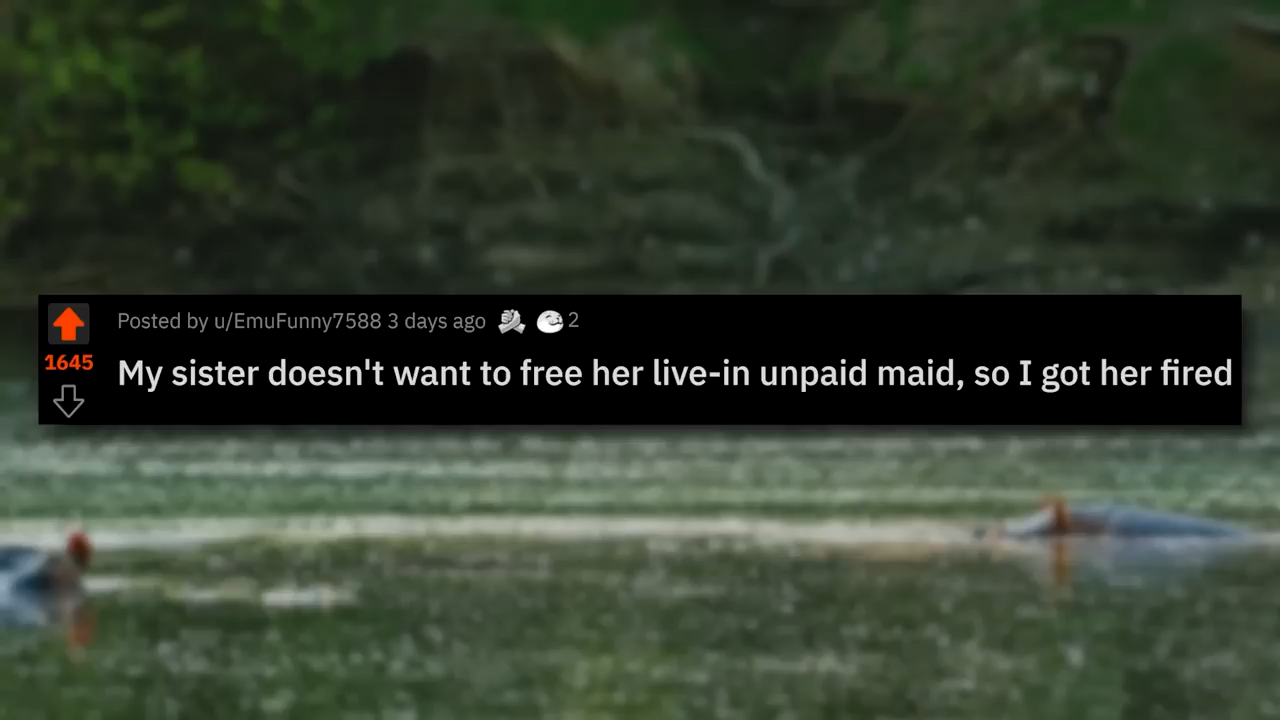 Posted by u/EmuFunny7588 3 days ago 2
1645
My sister doesn't want to free her live-in unpaid maid, so I got her fired